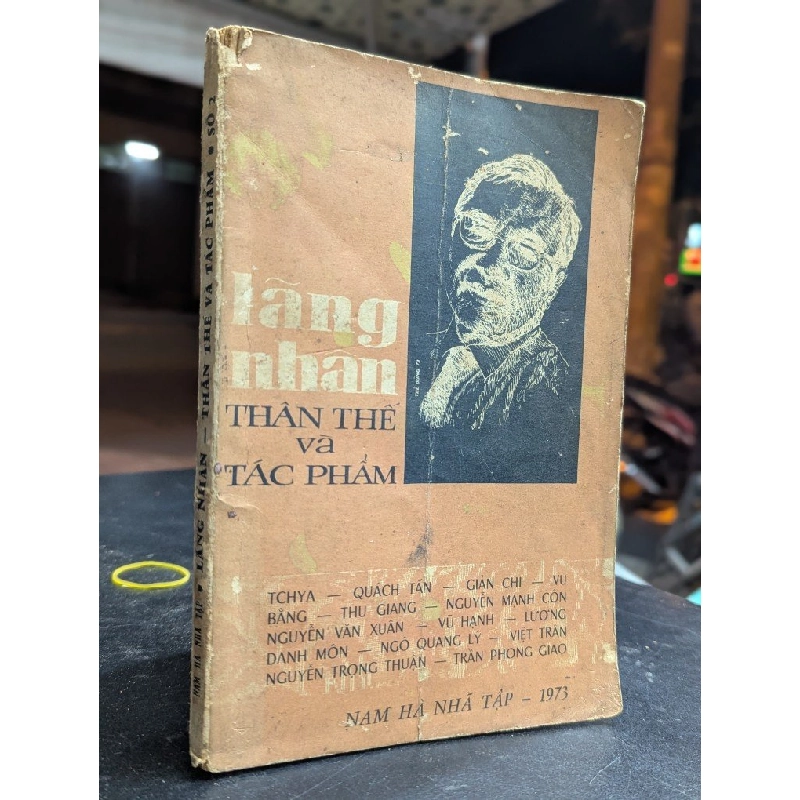 lãng
nhân
THÂN THẾ
và
TÁC PHẨM
TCHYA — QUÁCH TẤN — GIẢN CHI — VŨ
BẰNG — THU GIANG — NGUYỄN MẠNH CÔN
NGUYỄN VĂN XUÂN — VŨ HẠNH — LƯƠNG
DANH MÔN — NGÔ QUANG LÝ — VIỆT TRẦN
NGUYỄN TRỌNG THUẬN — TRẦN PHONG GIAO
NAM HÀ NHÃ TẬP – 1973
NAM HÀ NHÃ TẬP ■ LÃNG NHÂN — THÂN THẾ VÀ TÁC PHẨM ■ SỐ 2